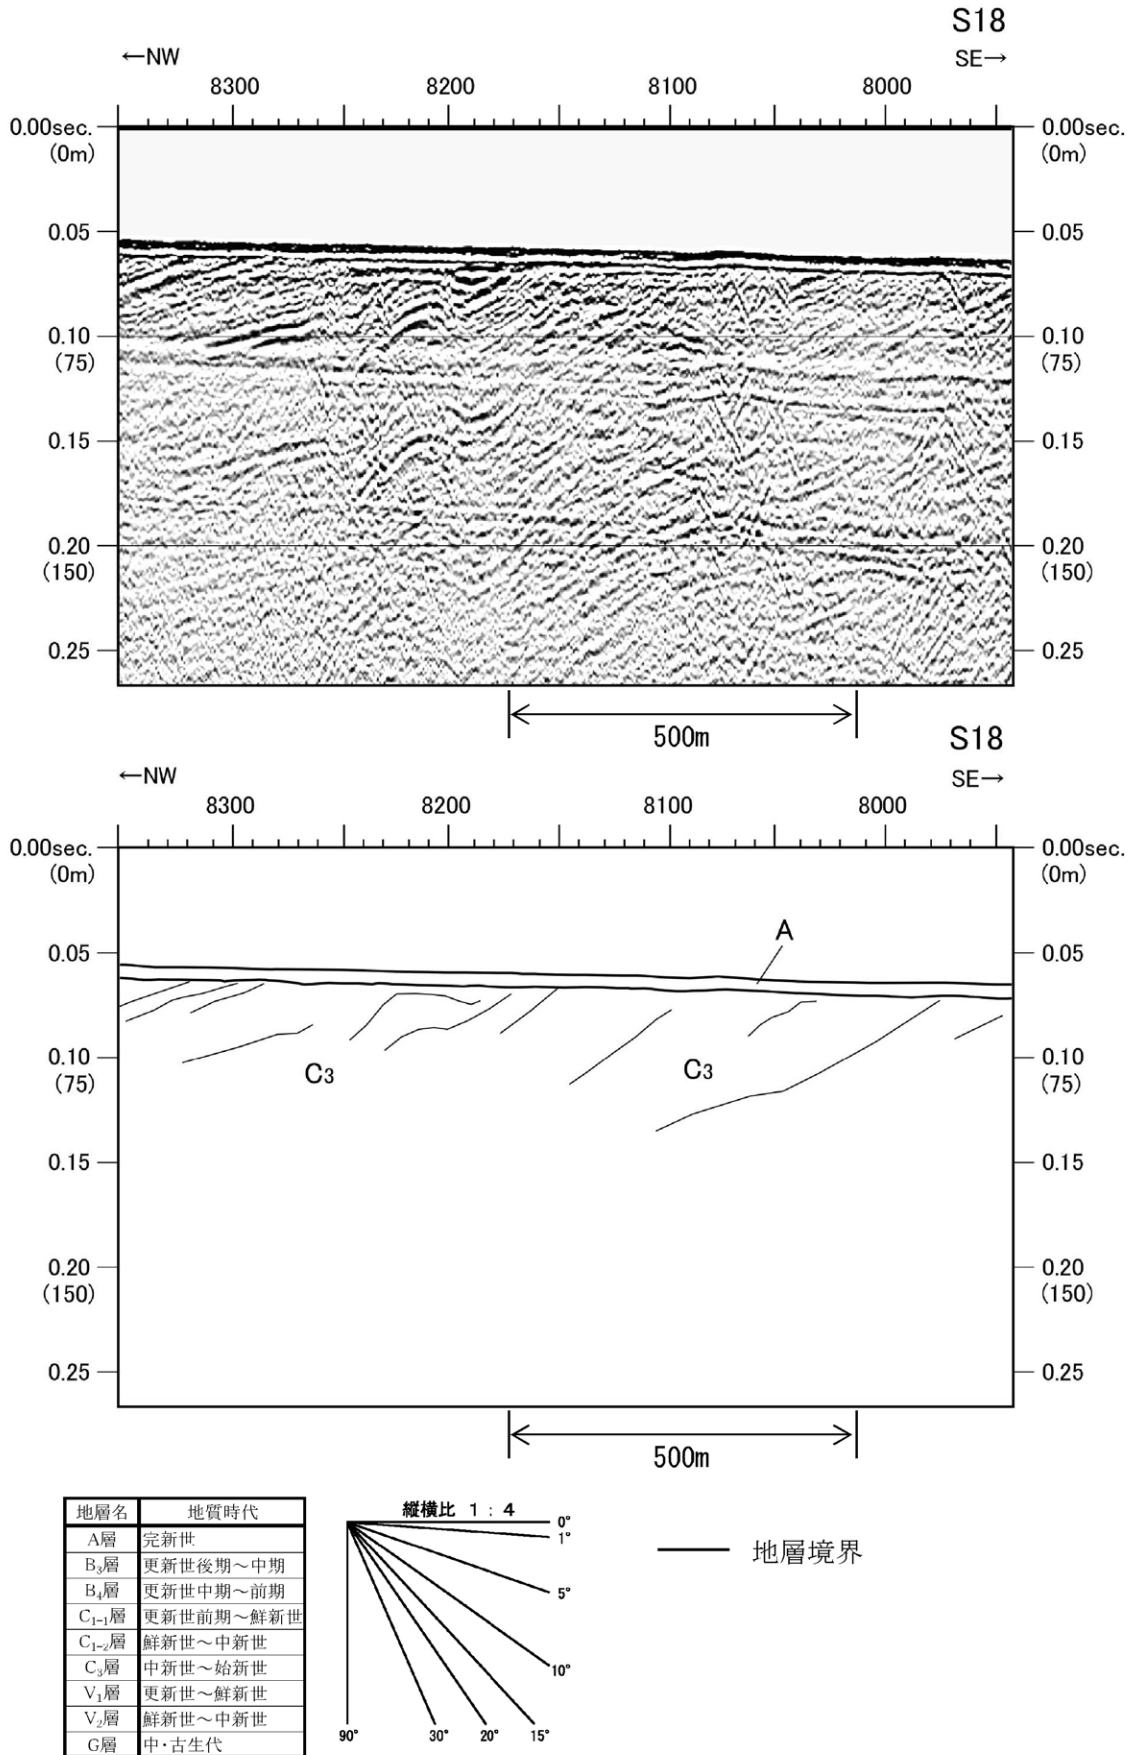 S18
←NW
SE→
8300 8200 8100 8000
0.00sec. 0.00sec.
(0m) (0m)
0.05 0.05
0.10 0.10
(75) (75)
0.15 0.15
0.20 0.20
(150) (150)
0.25 0.25
500m
S18
←NW
SE→
8300 8200 8100 8000
0.00sec. 0.00sec.
(0m) (0m)
A
0.05 0.05
0.10 0.10
C₃ C₃
(75) (75)
0.15 0.15
0.20 0.20
(150) (150)
0.25 0.25
500m
地層名 地質時代
A層 完新世
B₃層 更新世後期～中期
B₄層 更新世中期～前期
C₁₋₁層 更新世前期～鮮新世
C₁₋₂層 鮮新世～中新世
C₃層 中新世～始新世
V₁層 更新世～鮮新世
V₂層 鮮新世～中新世
G層 中・古生代
縦横比 1 : 4
0°
1°
5°
10°
90° 30° 20° 15°
地層境界